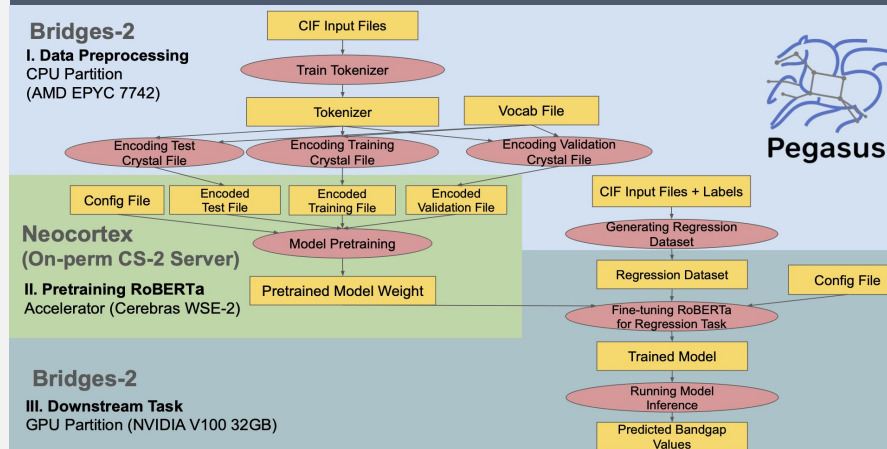 Bridges-2
I. Data Preprocessing
CPU Partition
(AMD EPYC 7742)
CIF Input Files
Train Tokenizer
Tokenizer
Vocab File
Encoding Test
Crystal File
Encoding Training
Crystal File
Encoding Validation
Crystal File
Pegasus
Config File
Encoded
Test File
Encoded
Training File
Encoded
Validation File
CIF Input Files + Labels
Neocortex
(On-perm CS-2 Server)
II. Pretraining RoBERTa
Accelerator (Cerebras WSE-2)
Model Pretraining
Pretrained Model Weight
Generating Regression
Dataset
Regression Dataset
Config File
Fine-tuning RoBERTa
for Regression Task
Trained Model
Bridges-2
III. Downstream Task
GPU Partition (NVIDIA V100 32GB)
Running Model
Inference
Predicted Bandgap
Values